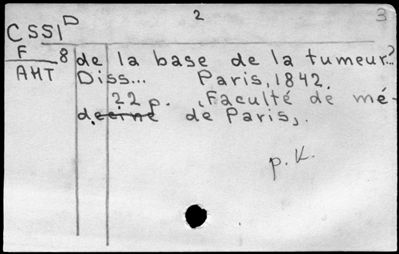 2 3
CSSI D
F 8 de la base de la tumeur..?
AHT Diss... Paris, 1842.
22 p. (Faculté de mé-
decine de Paris).
p. K.